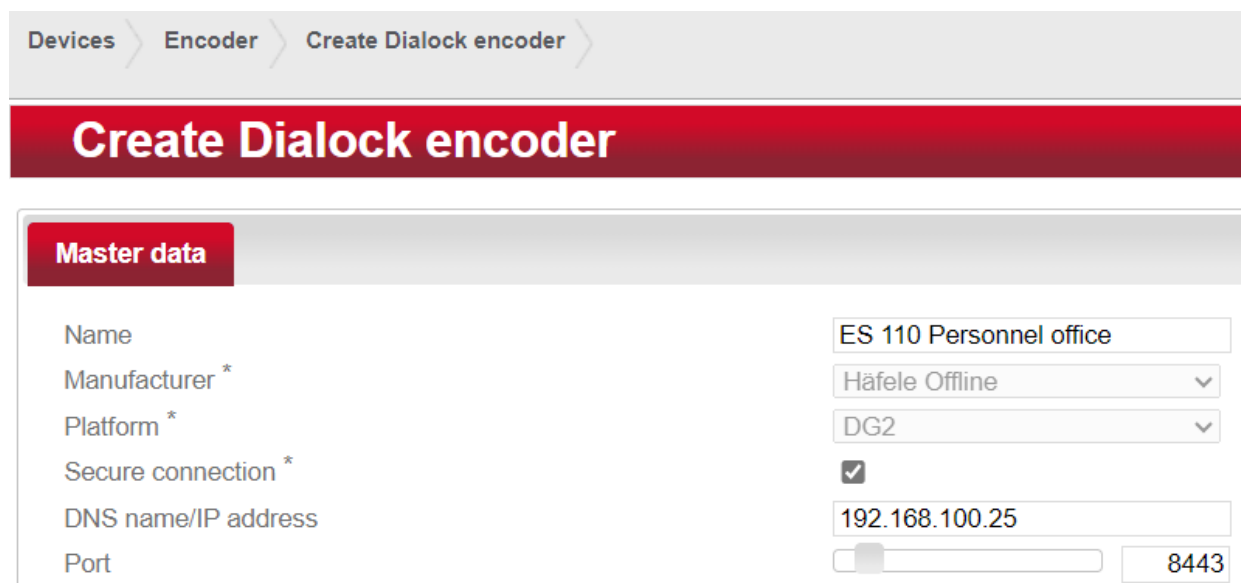 Devices Encoder Create Dialock encoder
Create Dialock encoder
Master data
Name ES 110 Personnel office
Manufacturer * Häfele Offline
Platform * DG2
Secure connection *
DNS name/IP address 192.168.100.25
Port 8443